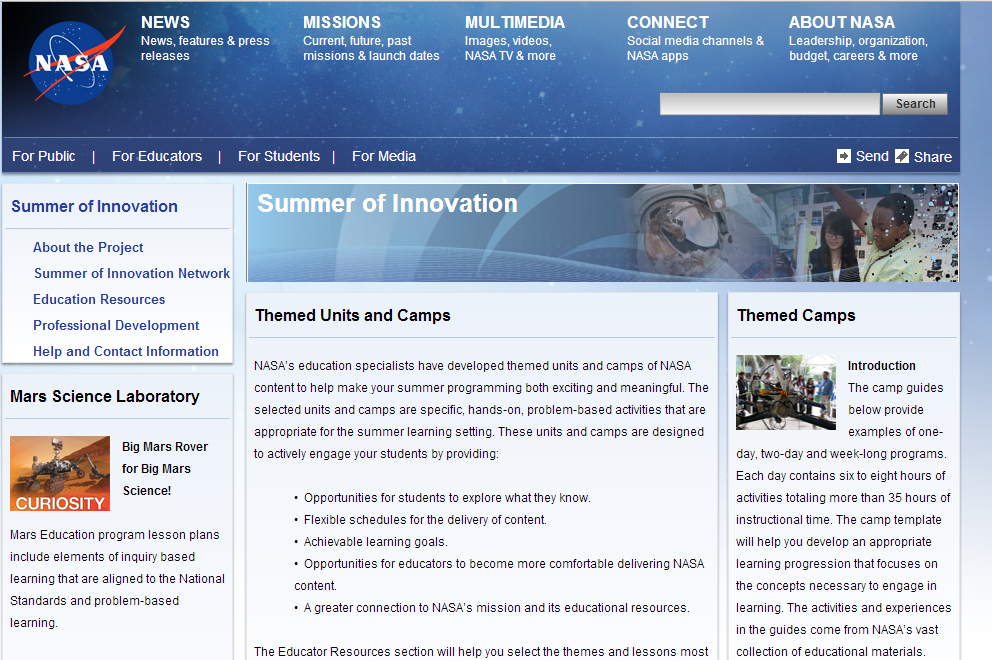 NASA
NEWS
News, features & press
releases
MISSIONS
Current, future, past
missions & launch dates
MULTIMEDIA
Images, videos,
NASA TV & more
CONNECT
Social media channels &
NASA apps
ABOUT NASA
Leadership, organization,
budget, careers & more
Search
For Public | For Educators | For Students | For Media
Send Share
Summer of Innovation
About the Project
Summer of Innovation Network
Education Resources
Professional Development
Help and Contact Information
Mars Science Laboratory
CURIOSITY
Big Mars Rover
for Big Mars
Science!
Mars Education program lesson plans
include elements of inquiry based
learning that are aligned to the National
Standards and problem-based
learning.
Summer of Innovation
Themed Units and Camps
NASA's education specialists have developed themed units and camps of NASA
content to help make your summer programming both exciting and meaningful. The
selected units and camps are specific, hands-on, problem-based activities that are
appropriate for the summer learning setting. These units and camps are designed
to actively engage your students by providing:
• Opportunities for students to explore what they know.
• Flexible schedules for the delivery of content.
• Achievable learning goals.
• Opportunities for educators to become more comfortable delivering NASA
content.
• A greater connection to NASA's mission and its educational resources.
The Educator Resources section will help you select the themes and lessons most
Themed Camps
Introduction
The camp guides
below provide
examples of one-
day, two-day and week-long programs.
Each day contains six to eight hours of
activities totaling more than 35 hours of
instructional time. The camp template
will help you develop an appropriate
learning progression that focuses on
the concepts necessary to engage in
learning. The activities and experiences
in the guides come from NASA's vast
collection of educational materials.